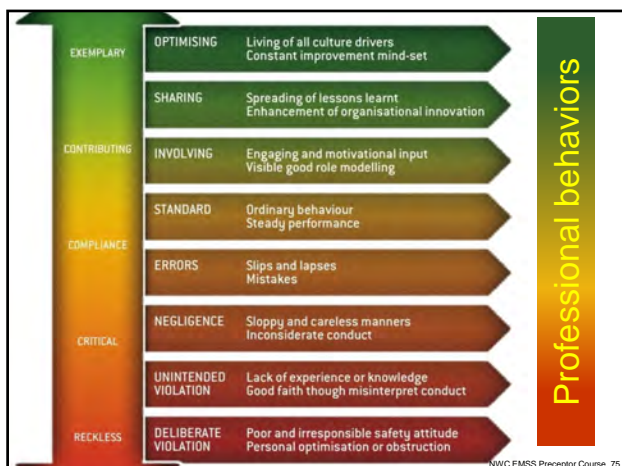 EXEMPLARY
OPTIMISING
Living of all culture drivers
Constant improvement mind-set
SHARING
Spreading of lessons learnt
Enhancement of organisational innovation
CONTRIBUTING
INVOLVING
Engaging and motivational input
Visible good role modelling
STANDARD
Ordinary behaviour
Steady performance
COMPLIANCE
ERRORS
Slips and lapses
Mistakes
NEGLIGENCE
Sloppy and careless manners
Inconsiderate conduct
CRITICAL
UNINTENDED
VIOLATION
Lack of experience or knowledge
Good faith though misinterpret conduct
RECKLESS
DELIBERATE
VIOLATION
Poor and irresponsible safety attitude
Personal optimisation or obstruction
Professional behaviors
NWC EMSS Preceptor Course 75